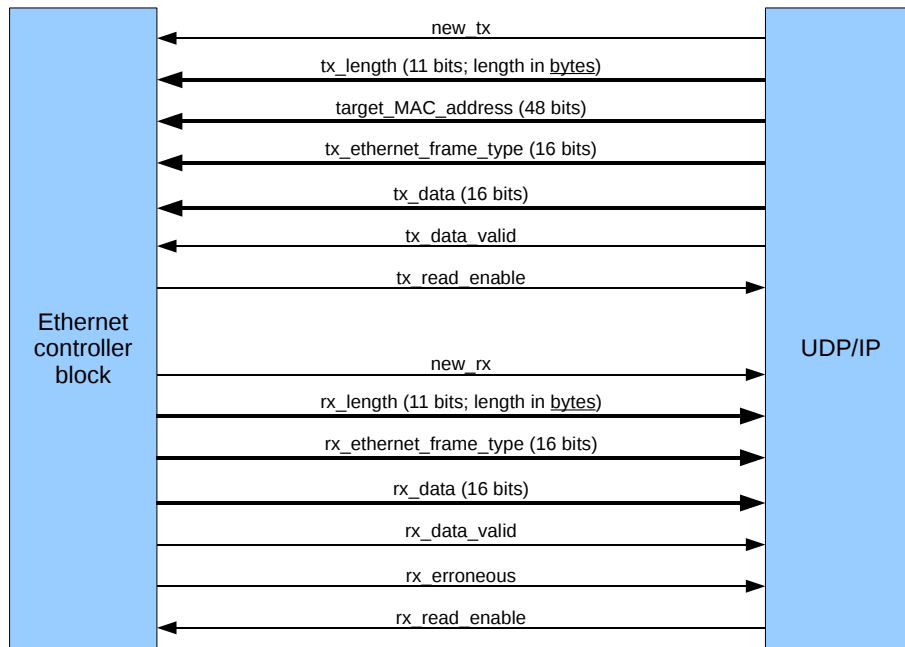 new_tx
tx_length (11 bits; length in bytes)
target_MAC_address (48 bits)
tx_ethernet_frame_type (16 bits)
tx_data (16 bits)
tx_data_valid
tx_read_enable
Ethernet
controller
block
UDP/IP
new_rx
rx_length (11 bits; length in bytes)
rx_ethernet_frame_type (16 bits)
rx_data (16 bits)
rx_data_valid
rx_erroneous
rx_read_enable